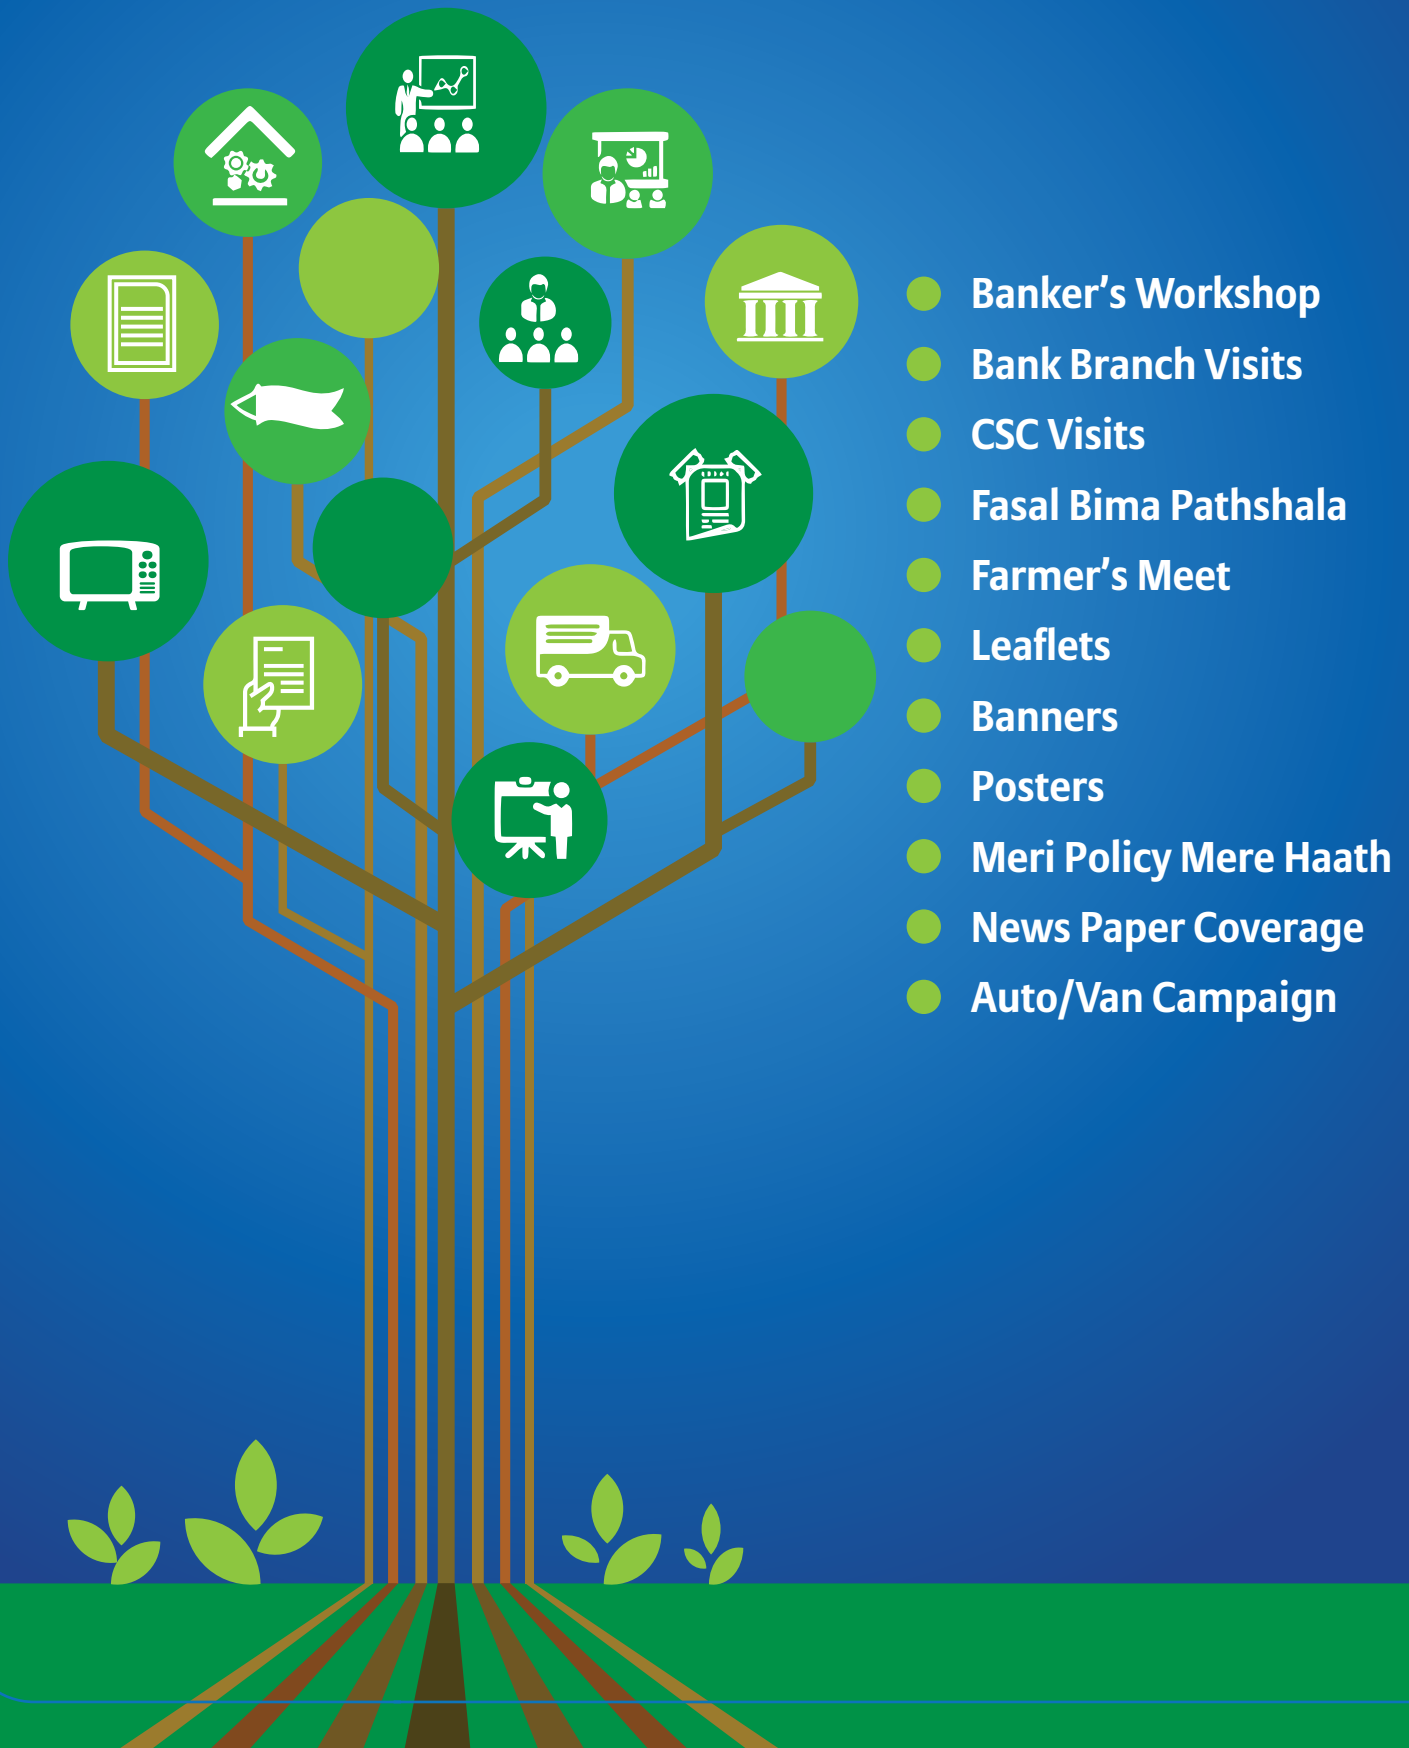 Banker’s Workshop
Bank Branch Visits
CSC Visits
Fasal Bima Pathshala
Farmer’s Meet
Leaflets
Banners
Posters
Meri Policy Mere Haath
News Paper Coverage
Auto/Van Campaign